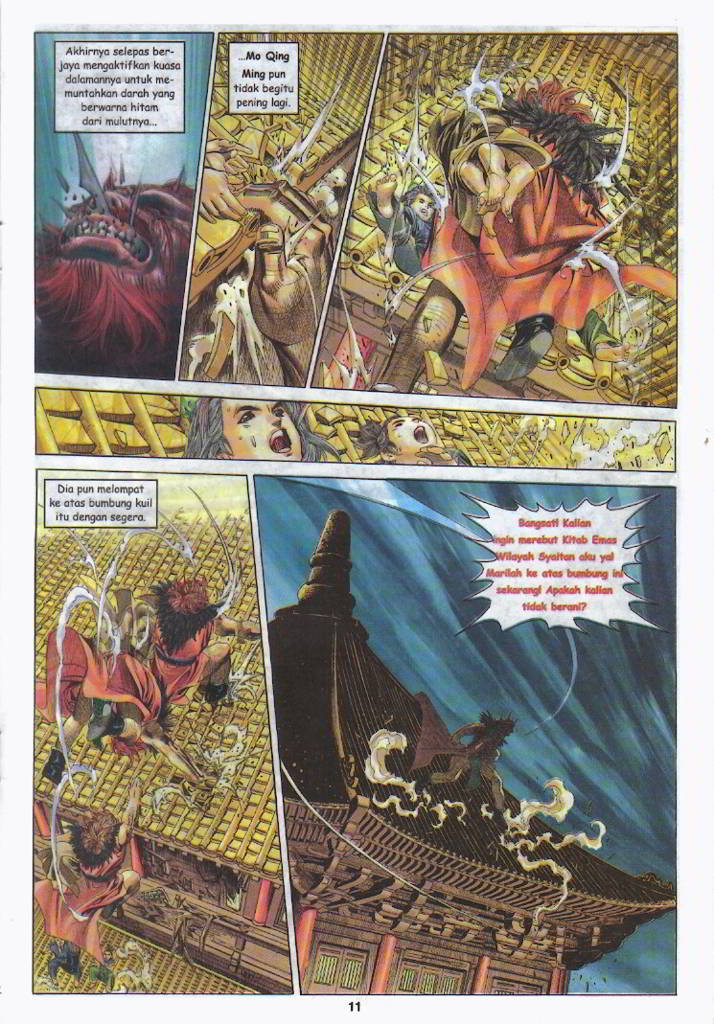 Akhirnya selepas ber-
jaya mengaktifkan kuasa
dalamannya untuk me-
muntahkan darah yang
berwarna hitam
dari mulutnya...
...Mo Qing
Ming pun
tidak begitu
pening lagi.
Dia pun melompat
ke atas bumbung kuil
itu dengan segera.
Bangsat! Kalian
ingin merebut Kitab Emas
Wilayah Syaitan aku ya!
Marilah ke atas bumbung ini
sekarang! Apakah kalian
tidak berani?
11